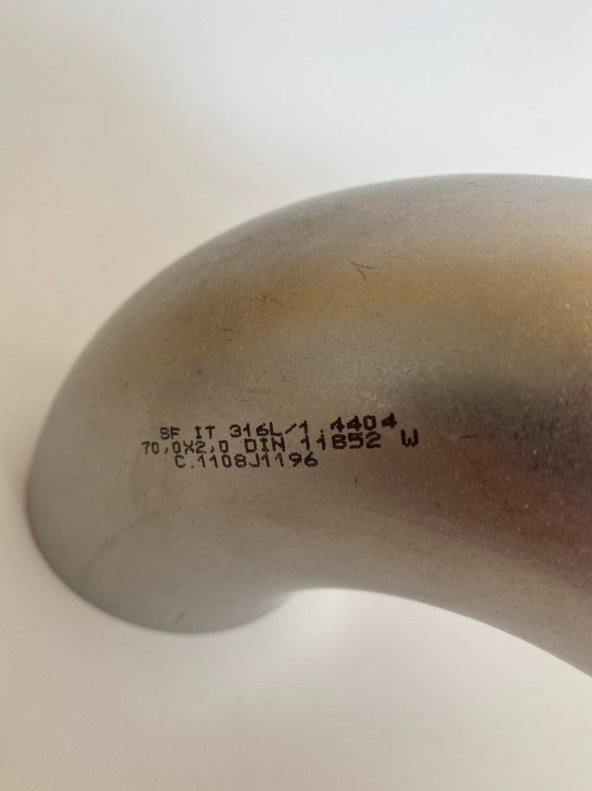 SF IT 316L/1.4404
70,0X2,0 DIN 11852 W
C.1108J1196